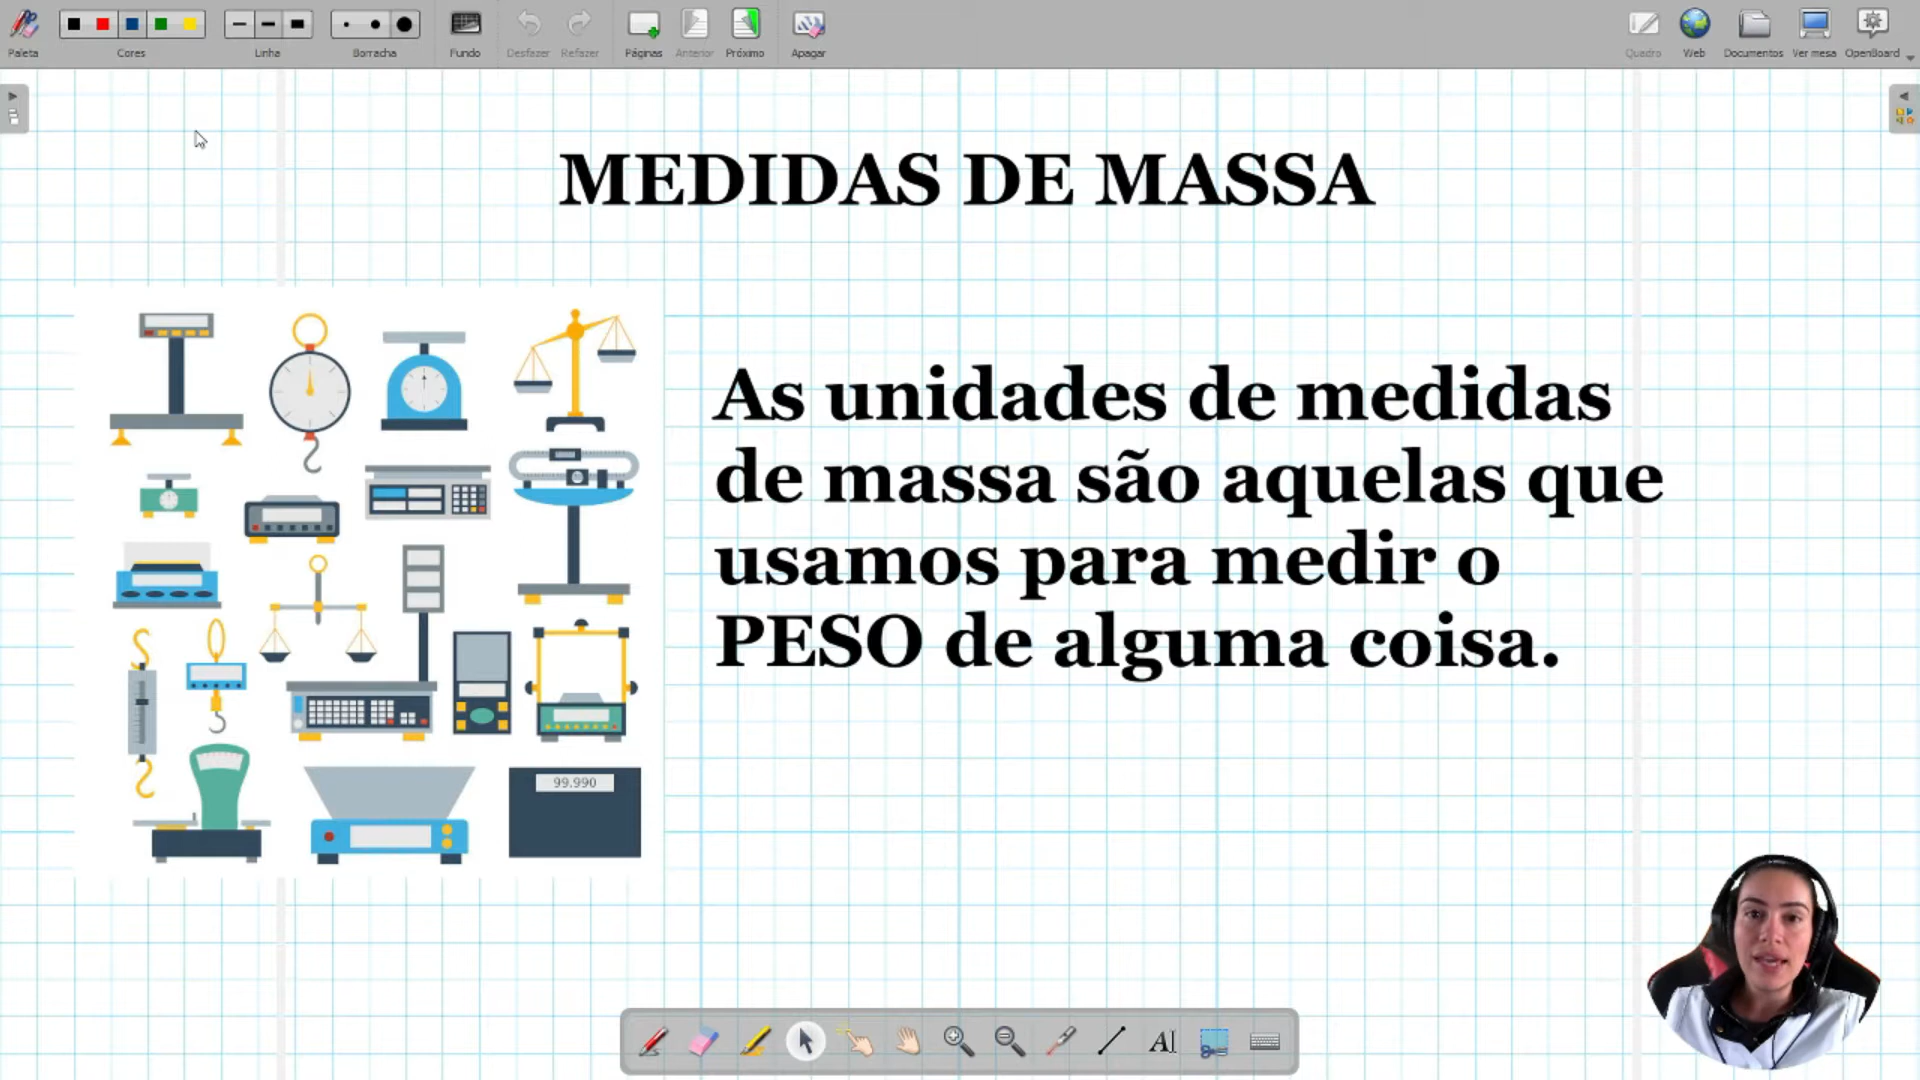 Paleta
Cores
Linha
Borracha
Fundo
Desfazer
Refazer
Páginas
Anterior
Próximo
Apagar
Quadro
Web
Documentos
Ver mesa
OpenBoard
MEDIDAS DE MASSA
As unidades de medidas
de massa são aquelas que
usamos para medir o
PESO de alguma coisa.
99.990
AI